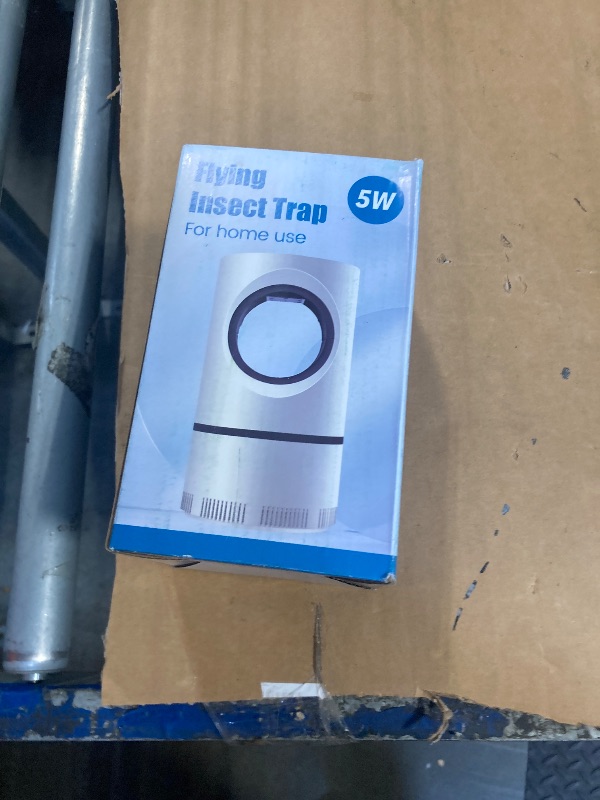 Flying
Insect Trap
5W
For home use